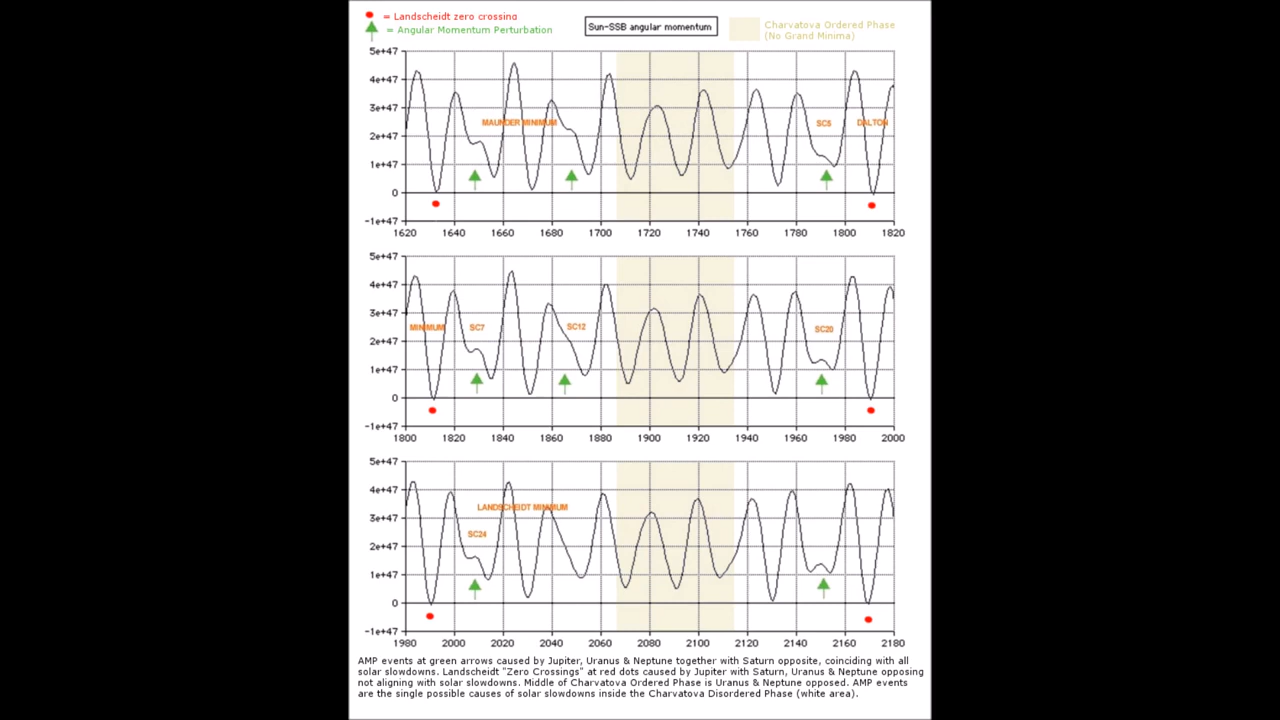 = Landscheidt zero crossing
= Angular Momentum Perturbation
Sun-SSB angular momentum
Charvatova Ordered Phase
(No Grand Minima)
5e+47
4e+47
3e+47
2e+47
1e+47
0
-1e+47
MAUNDER MINIMUM
SC5
DALTON
1620 1640 1660 1680 1700 1720 1740 1760 1780 1800 1820
5e+47
4e+47
3e+47
2e+47
1e+47
0
-1e+47
MINIMUM
SC7
SC12
SC20
1800 1820 1840 1860 1880 1900 1920 1940 1960 1980 2000
5e+47
4e+47
3e+47
2e+47
1e+47
0
-1e+47
LANDSCHEIDT MINIMUM
SC24
1980 2000 2020 2040 2060 2080 2100 2120 2140 2160 2180
AMP events at green arrows caused by Jupiter, Uranus & Neptune together with Saturn opposite, coinciding with all
solar slowdowns. Landscheidt "Zero Crossings" at red dots caused by Jupiter with Saturn, Uranus & Neptune opposing
not aligning with solar slowdowns. Middle of Charvatova Ordered Phase is Uranus & Neptune opposed. AMP events
are the single possible causes of solar slowdowns inside the Charvatova Disordered Phase (white area).